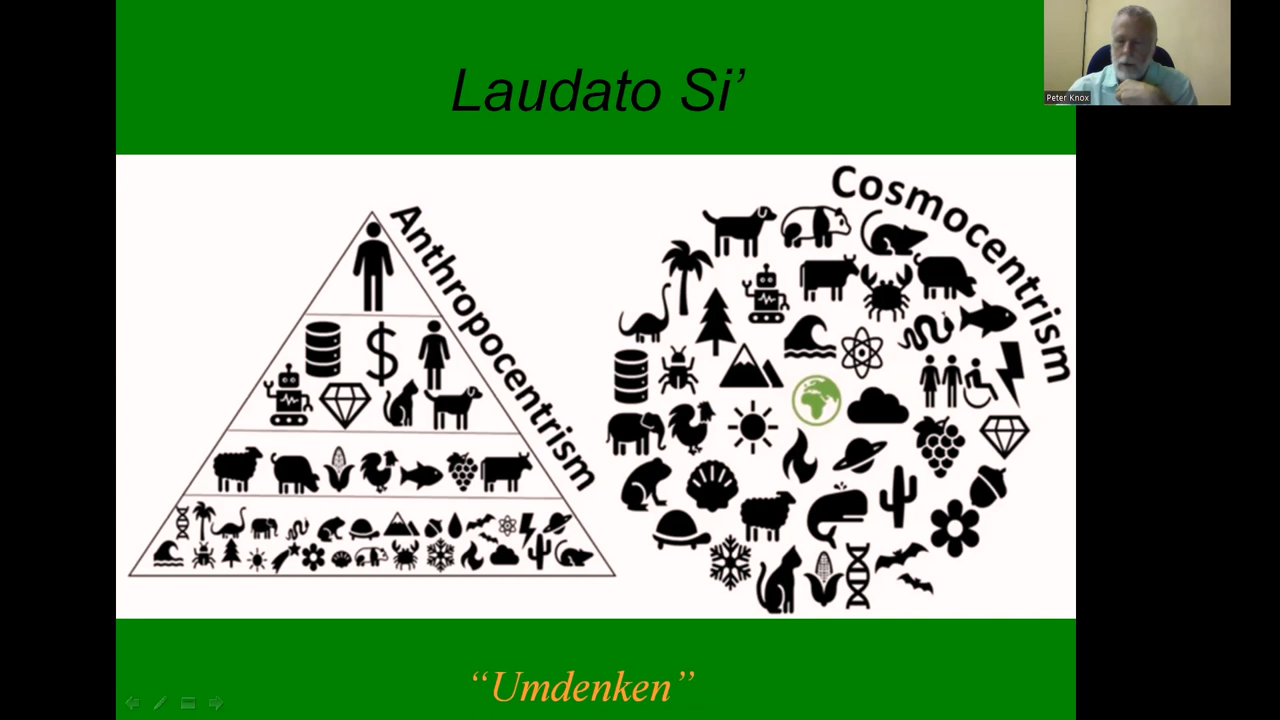 Laudato Si’
Peter Knox
Anthropocentrism
Cosmocentrism
$
“Umdenken”